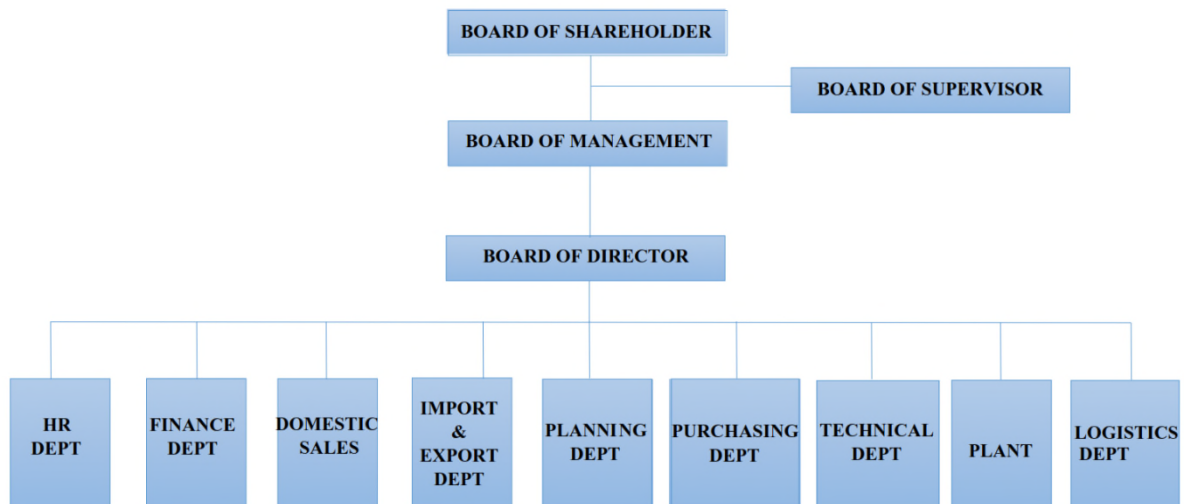 BOARD OF SHAREHOLDER
BOARD OF SUPERVISOR
BOARD OF MANAGEMENT
BOARD OF DIRECTOR
HR
DEPT
FINANCE
DEPT
DOMESTIC
SALES
IMPORT
&
EXPORT
DEPT
PLANNING
DEPT
PURCHASING
DEPT
TECHNICAL
DEPT
PLANT
LOGISTICS
DEPT